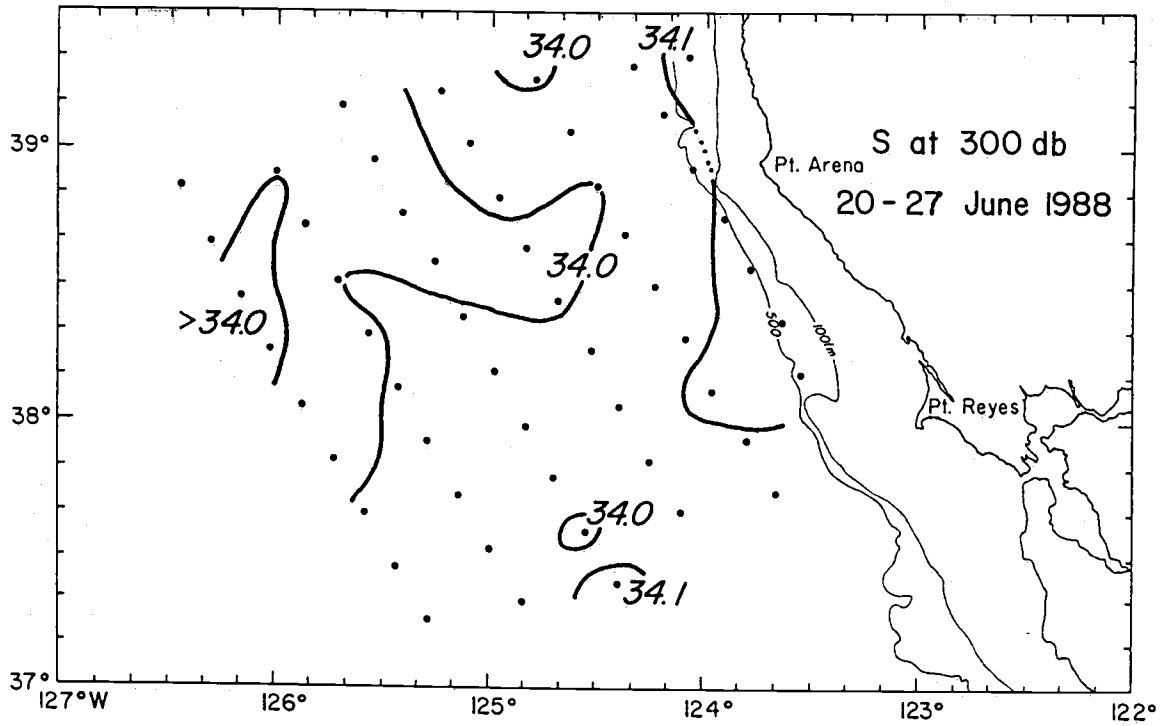 34.0
34.1
39°
S at 300 db
Pt. Arena
20-27 June 1988
34.0
>34.0
500
100fm
38°
Pt. Reyes
34.0
34.1
37°
127°W
126°
125°
124°
123°
122°